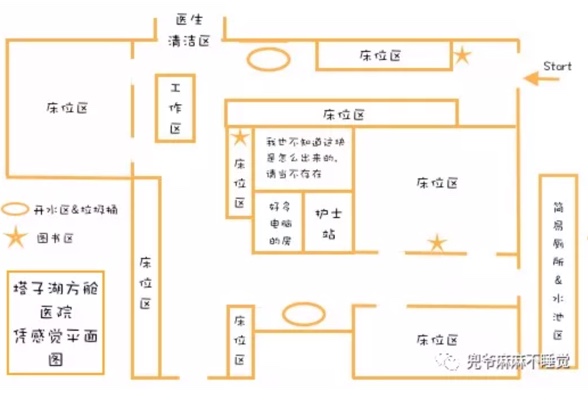 医生
清洁区
床位区
Start
床位区
工
作
区
床位区
我也不知道这块
是怎么出来的，
请当不存在
床
位
区
床位区
好多
电脑
的房
护士
站
开水区&垃圾桶
图书区
床
位
区
简
易
厕
所
&
水
池
区
塔子湖方舱
医院
凭感觉平面
图
床
位
区
床位区
兜爷麻麻不睡觉